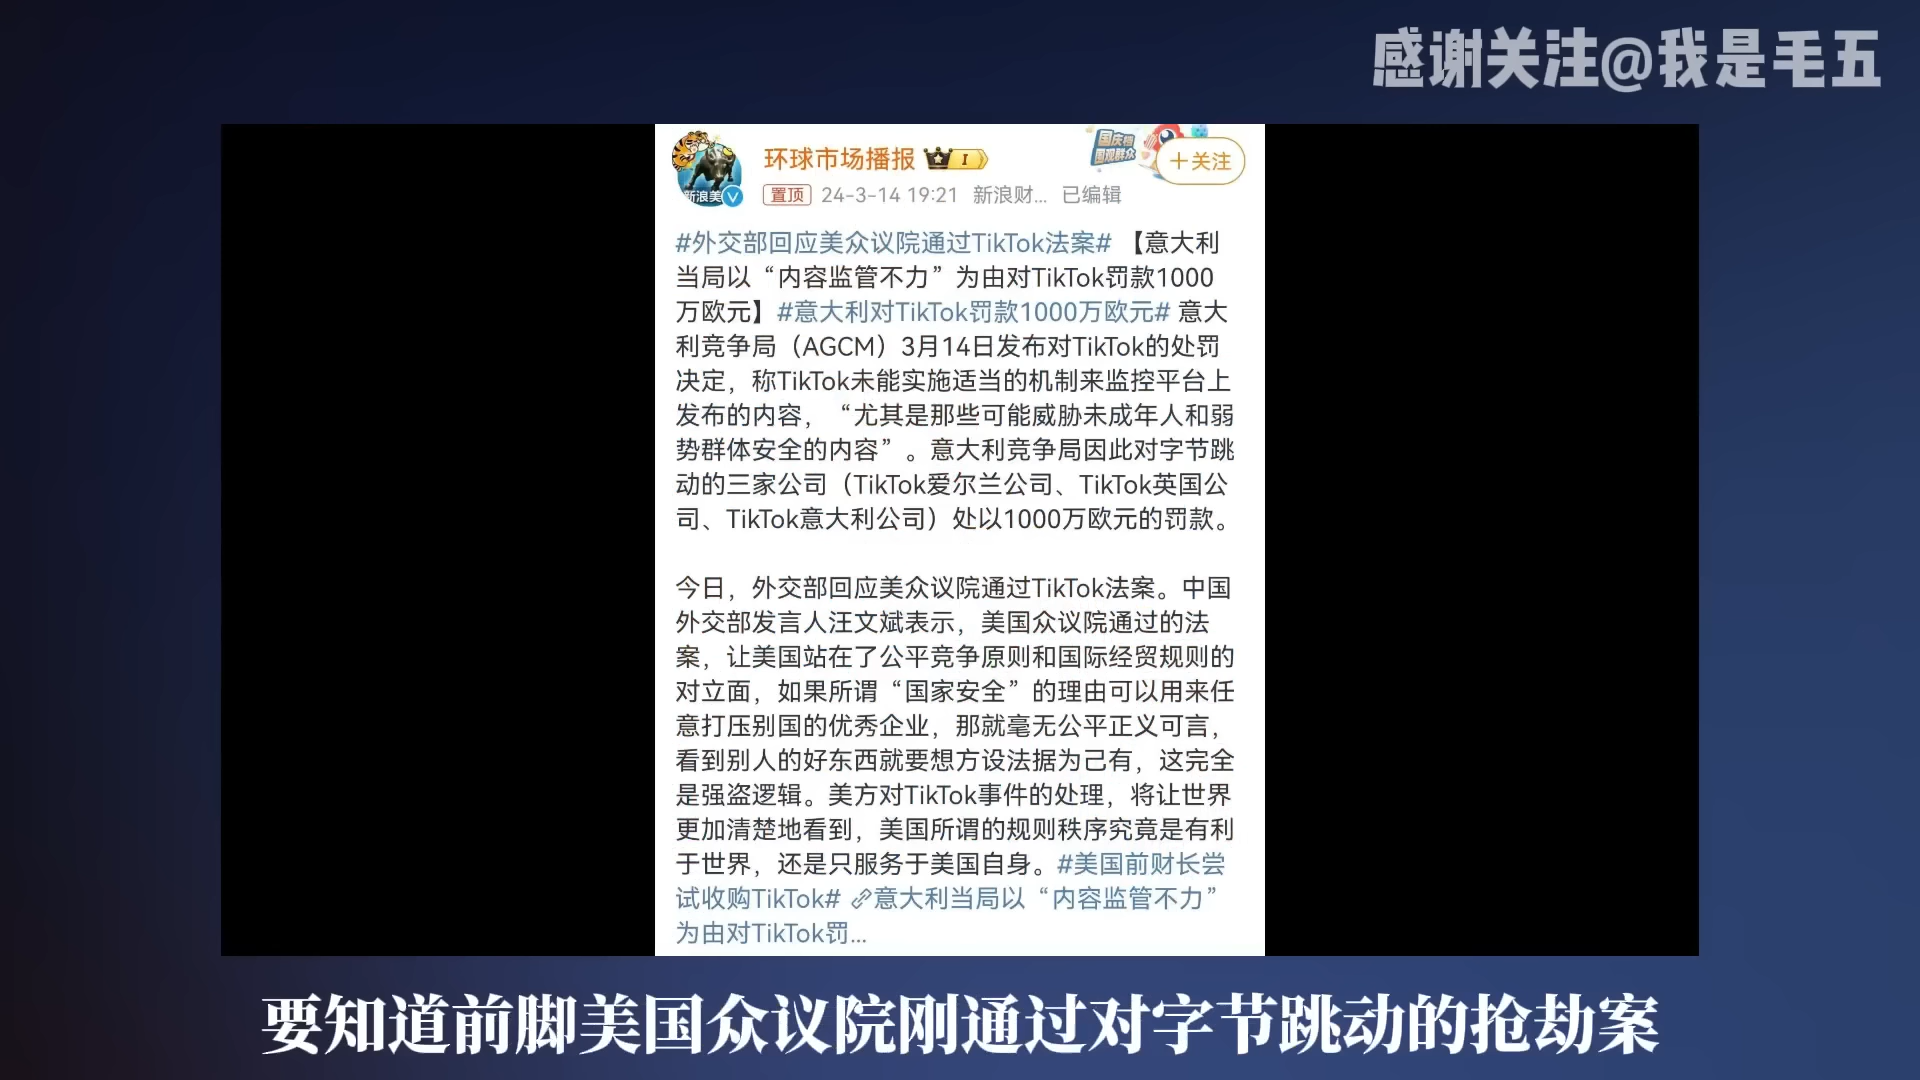 感谢关注@我是毛五
环球市场播报
国庆福
围观群众
+关注
新浪美
置顶 24-3-14 19:21 新浪财... 已编辑
#外交部回应美众议院通过TikTok法案# 【意大利
当局以“内容监管不力”为由对TikTok罚款1000
万欧元】#意大利对TikTok罚款1000万欧元# 意大
利竞争局（AGCM）3月14日发布对TikTok的处罚
决定，称TikTok未能实施适当的机制来监控平台上
发布的内容，“尤其是那些可能威胁未成年人和弱
势群体安全的内容”。意大利竞争局因此对字节跳
动的三家公司（TikTok爱尔兰公司、TikTok英国公
司、TikTok意大利公司）处以1000万欧元的罚款。
今日，外交部回应美众议院通过TikTok法案。中国
外交部发言人汪文斌表示，美国众议院通过的法
案，让美国站在了公平竞争原则和国际经贸规则的
对立面，如果所谓“国家安全”的理由可以用来任
意打压别国的优秀企业，那就毫无公平正义可言，
看到别人的好东西就要想方设法据为己有，这完全
是强盗逻辑。美方对TikTok事件的处理，将让世界
更加清楚地看到，美国所谓的规则秩序究竟是有利
于世界，还是只服务于美国自身。#美国前财长尝
试收购TikTok# 意大利当局以“内容监管不力”
为由对TikTok罚...
要知道前脚美国众议院刚通过对字节跳动的抢劫案